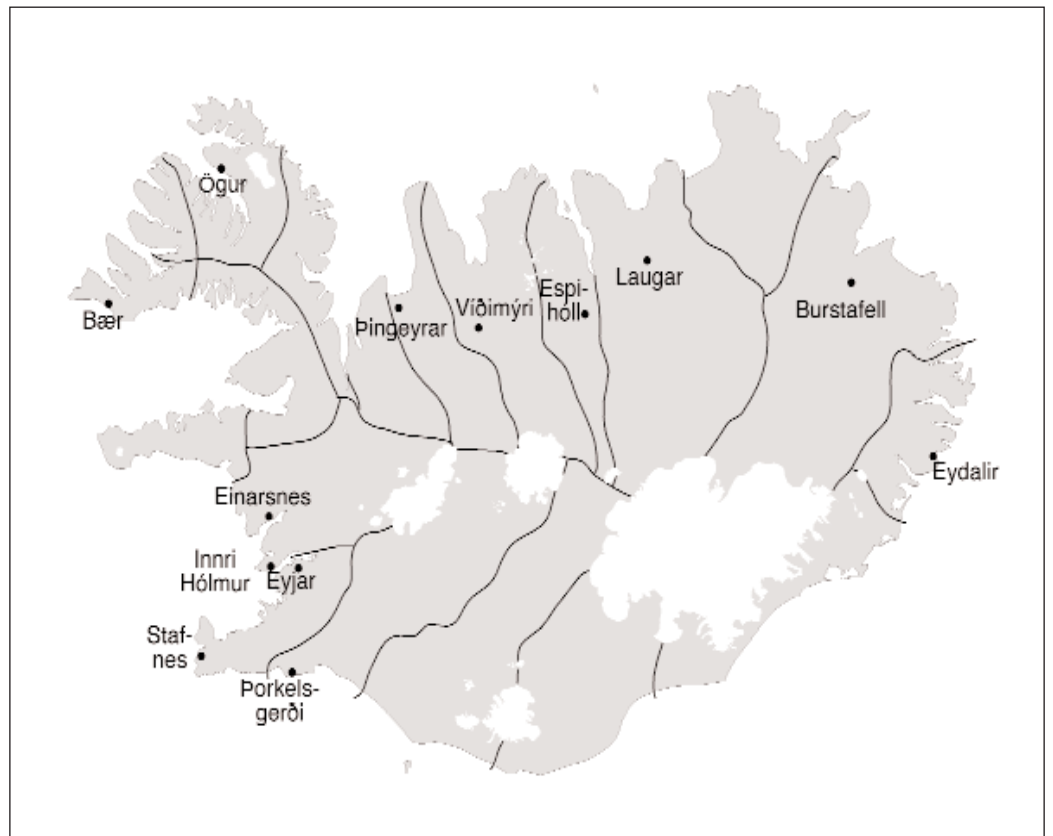 Ögur
Bær
Þingeyrar
Víðimýri
Espi-
hóll
Laugar
Burstafell
Eydalir
Einarsnes
Innri
Hólmur
Eyjar
Staf-
nes
Þorkels-
gerði